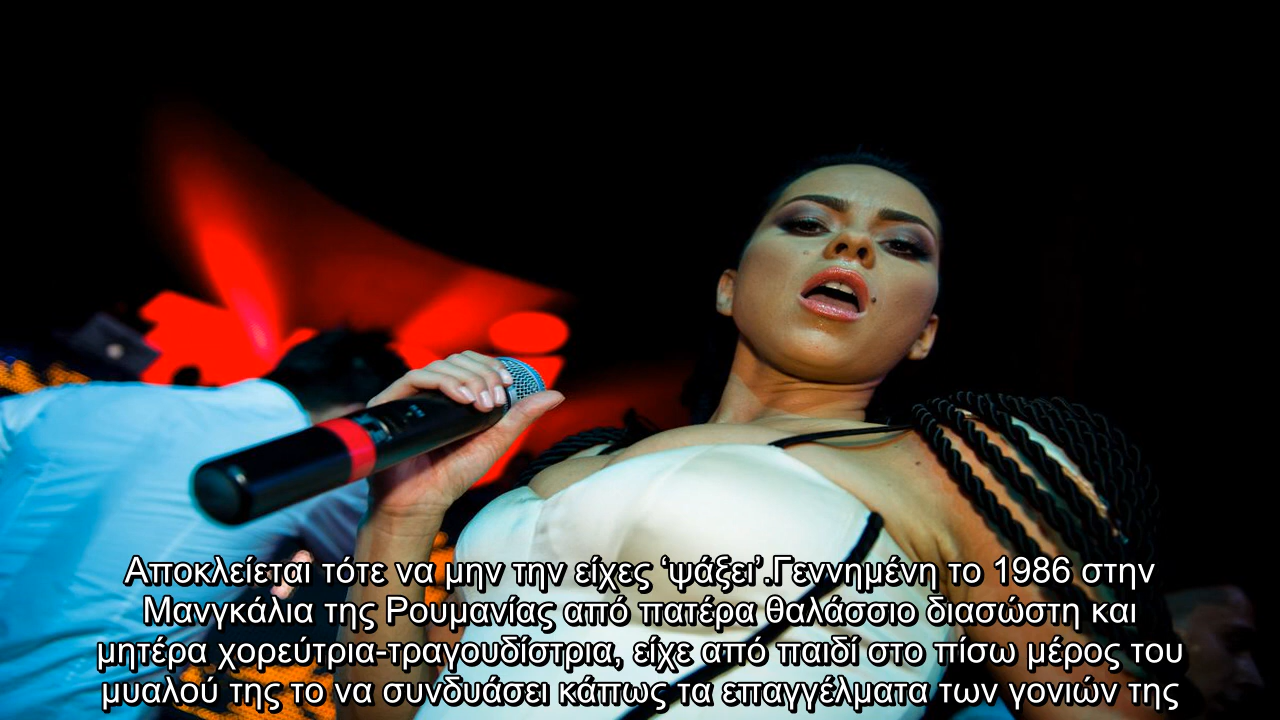 Αποκλείεται τότε να μην την είχες ‘ψάξει’.Γεννημένη το 1986 στην
Μανγκάλια της Ρουμανίας από πατέρα θαλάσσιο διασώστη και
μητέρα χορεύτρια-τραγουδίστρια, είχε από παιδί στο πίσω μέρος του
μυαλού της το να συνδυάσει κάπως τα επαγγέλματα των γονιών της